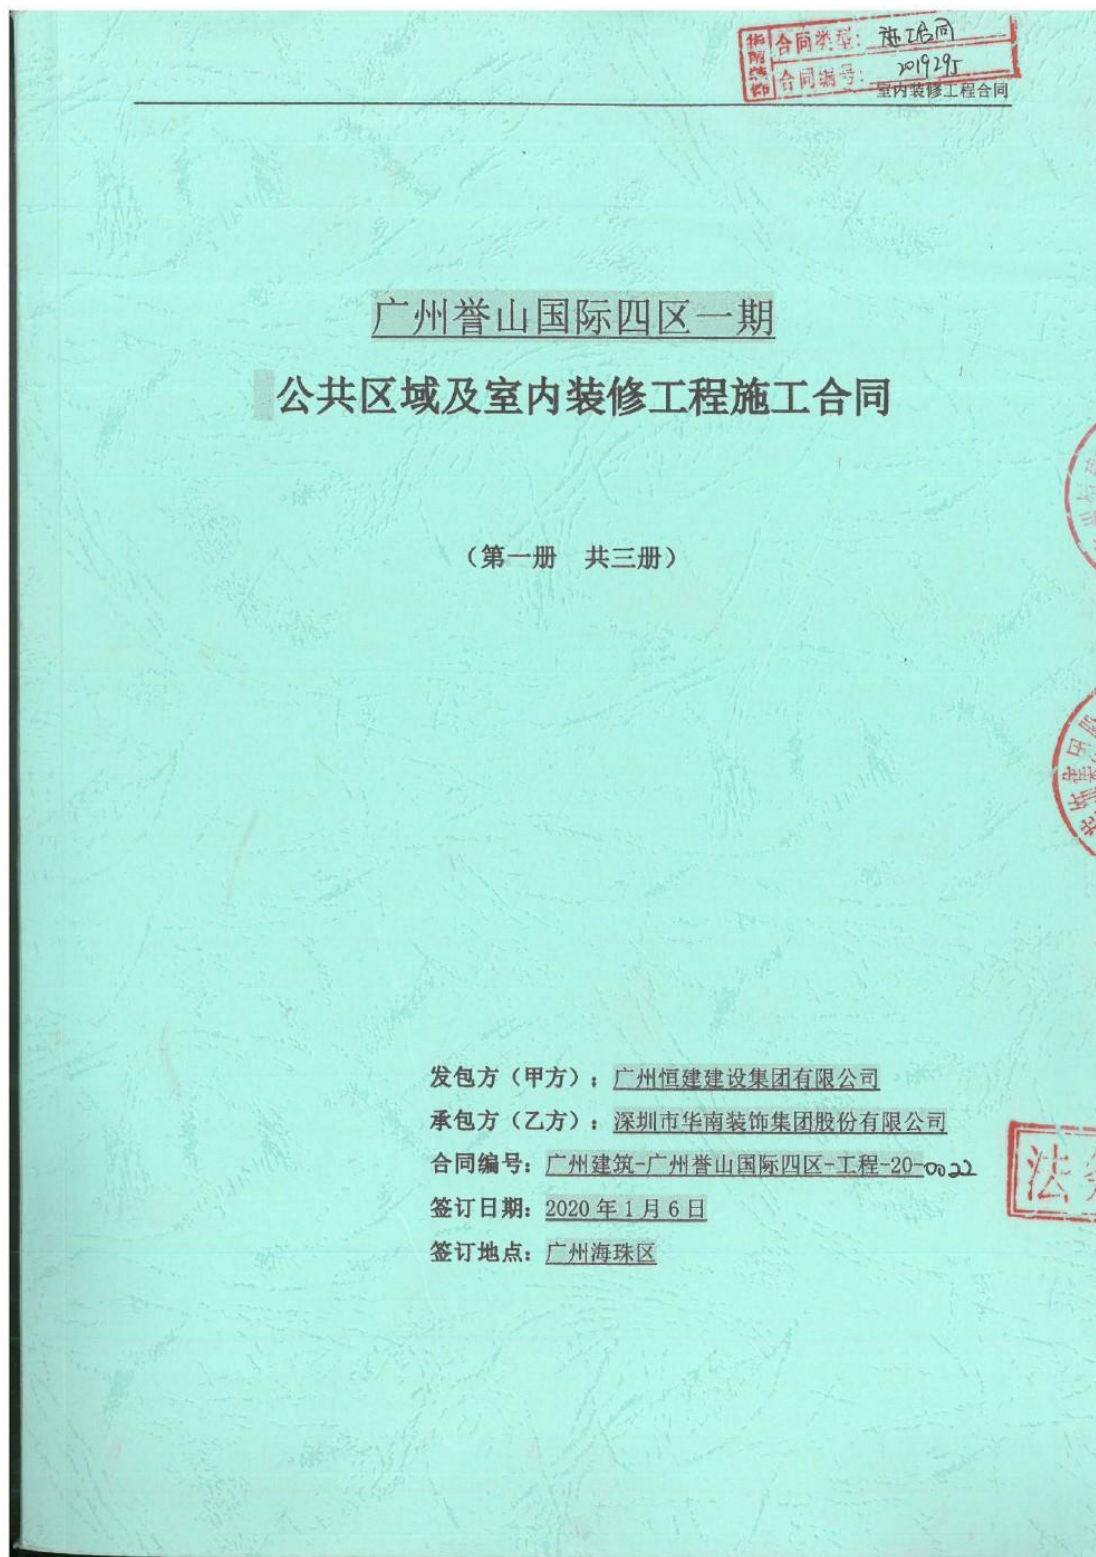 华南装饰
合同类型：施工合同
合同编号：2019295
室内装修工程合同
广州誉山国际四区一期
公共区域及室内装修工程施工合同
（第一册 共三册）
发包方（甲方）：广州恒建建设集团有限公司
承包方（乙方）：深圳市华南装饰集团股份有限公司
合同编号：广州建筑-广州誉山国际四区-工程-20-0022
签订日期：2020年1月6日
签订地点：广州海珠区
法